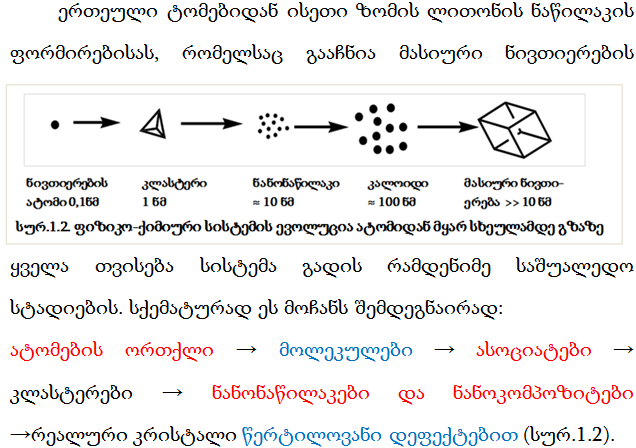 ერთეული ტომებიდან ისეთი ზომის ლითონის ნაწილაკის
ფორმირებისას, რომელსაც გააჩნია მასიური ნივთიერების
ნივთიერების ატომი 0,1ნმ
კლასტერი 1 ნმ
ნანონაწილაკი ≈ 10 ნმ
კალოიდი ≈ 100 ნმ
მასიური ნივთი- ერება >> 10 ნმ
სურ.1.2. ფიზიკო-ქიმიური სისტემის ევოლუცია ატომიდან მყარ სხეულამდე გზაზე
ყველა თვისება სისტემა გადის რამდენიმე საშუალედო
სტადიების. სქემატურად ეს მოჩანს შემდეგნაირად:
ატომების ორთქლი → მოლეკულები → ასოციატები →
კლასტერები → ნანონაწილაკები და ნანოკომპოზიტები
→რეალური კრისტალი წერტილოვანი დეფექტებით (სურ.1.2).